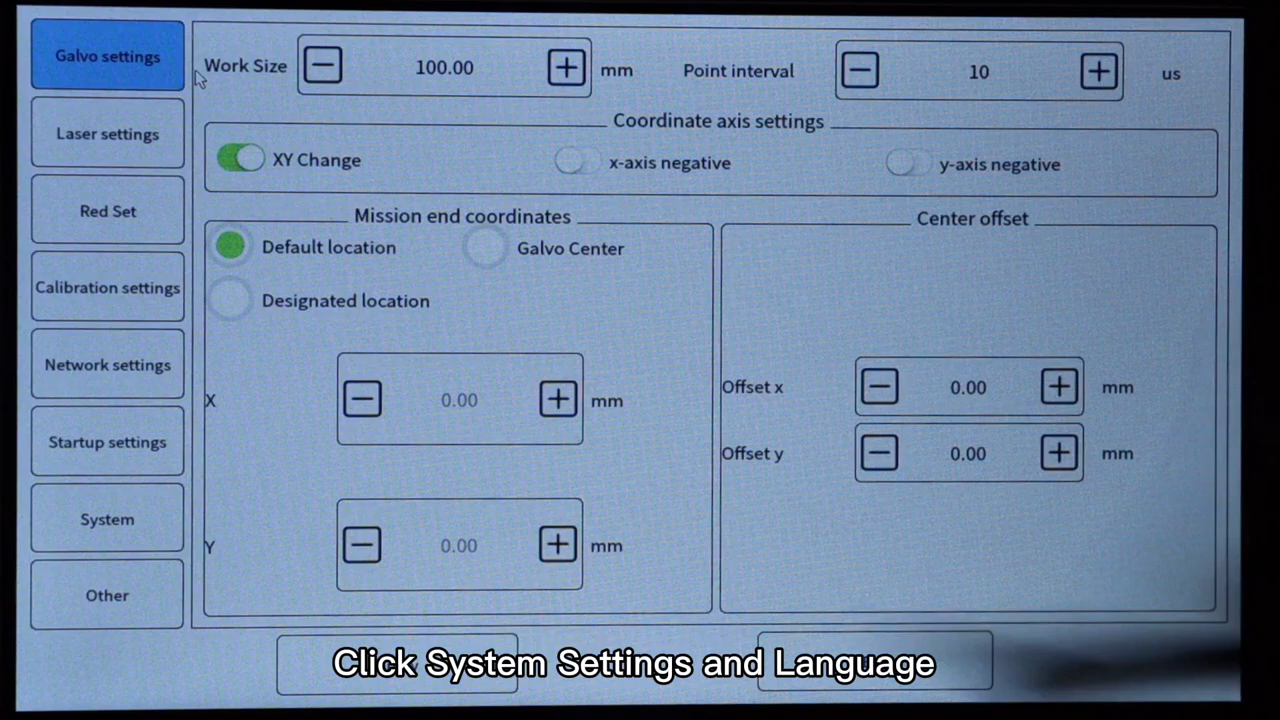 Galvo settings
Laser settings
Red Set
Calibration settings
Network settings
Startup settings
System
Other
Work Size 100.00 mm Point interval 10 us
Coordinate axis settings
XY Change x-axis negative y-axis negative
Mission end coordinates
Default location Galvo Center
Designated location
X 0.00 mm
Y 0.00 mm
Center offset
Offset x 0.00 mm
Offset y 0.00 mm
Click System Settings and Language